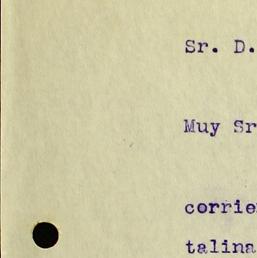 Sr. D.
Muy Sr
corrie
talina